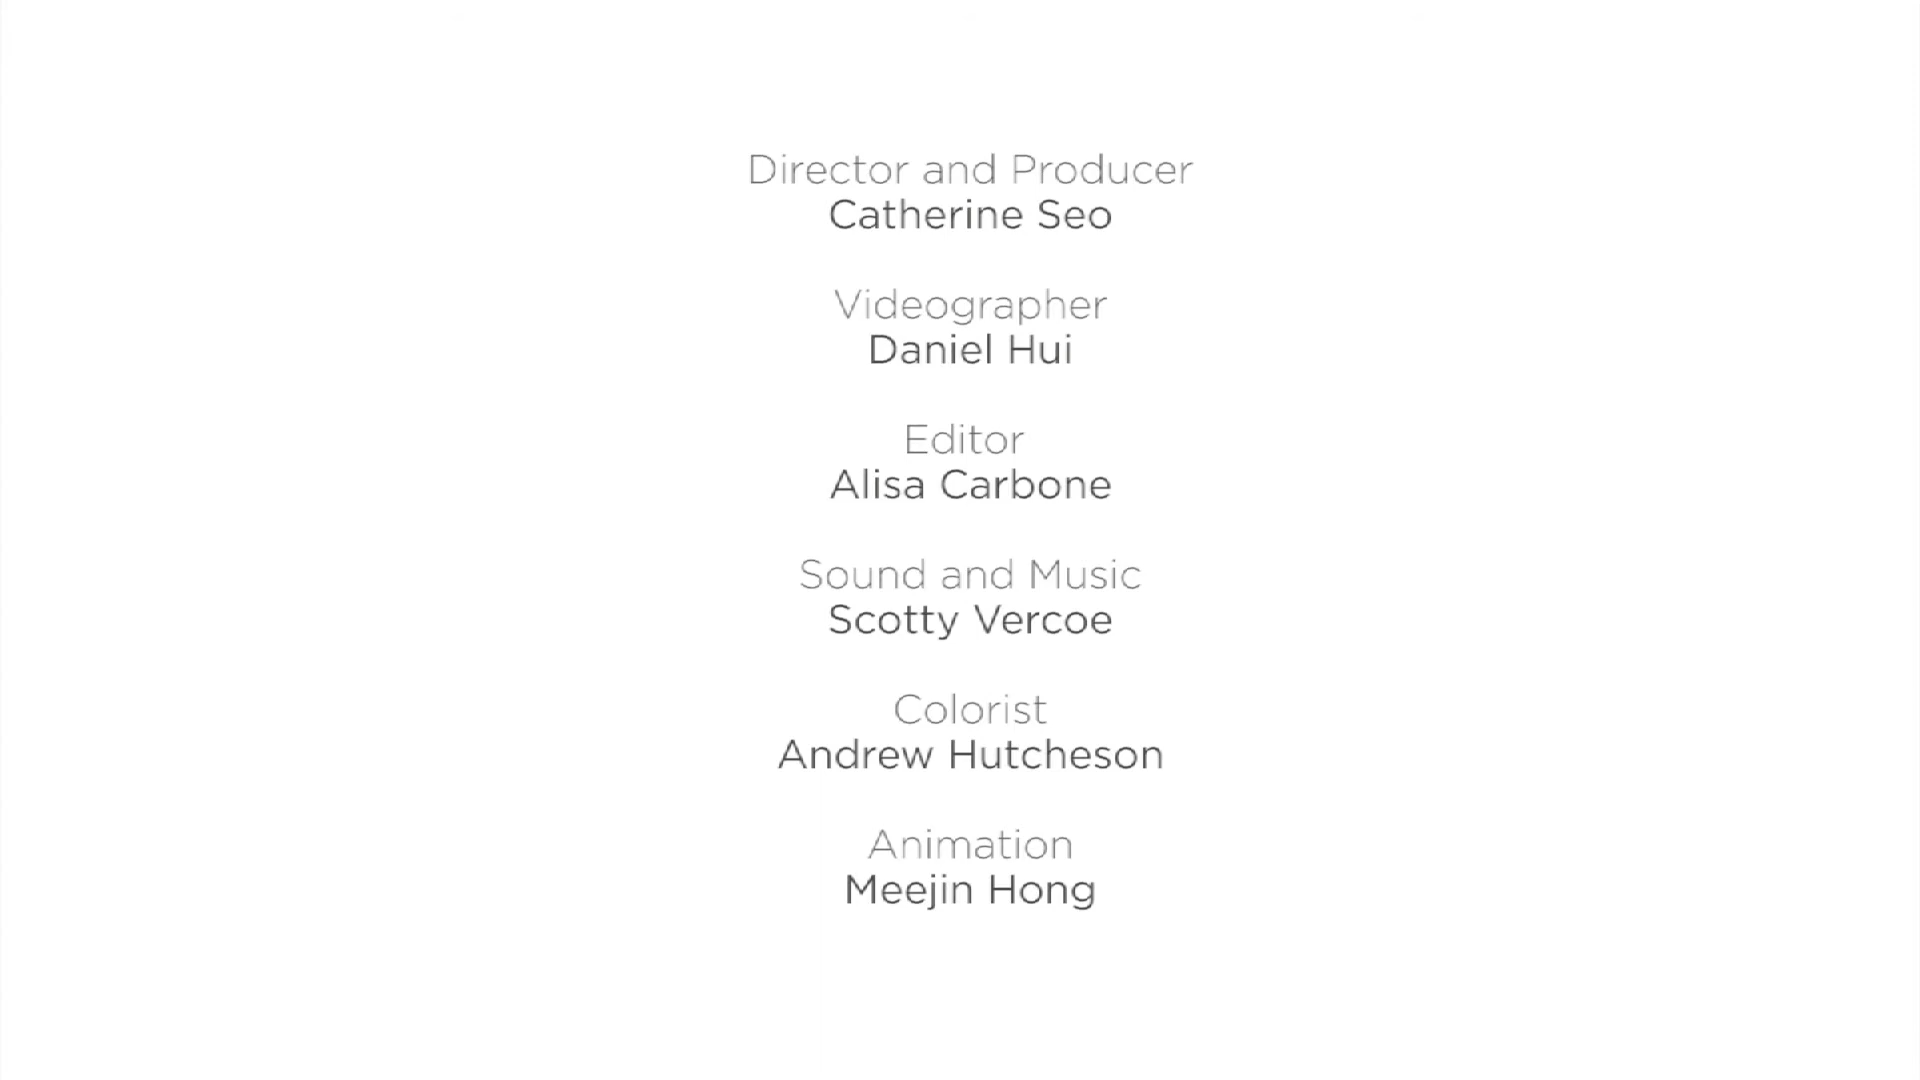 Director and Producer
Catherine Seo
Videographer
Daniel Hui
Editor
Alisa Carbone
Sound and Music
Scotty Vercoe
Colorist
Andrew Hutcheson
Animation
Meejin Hong